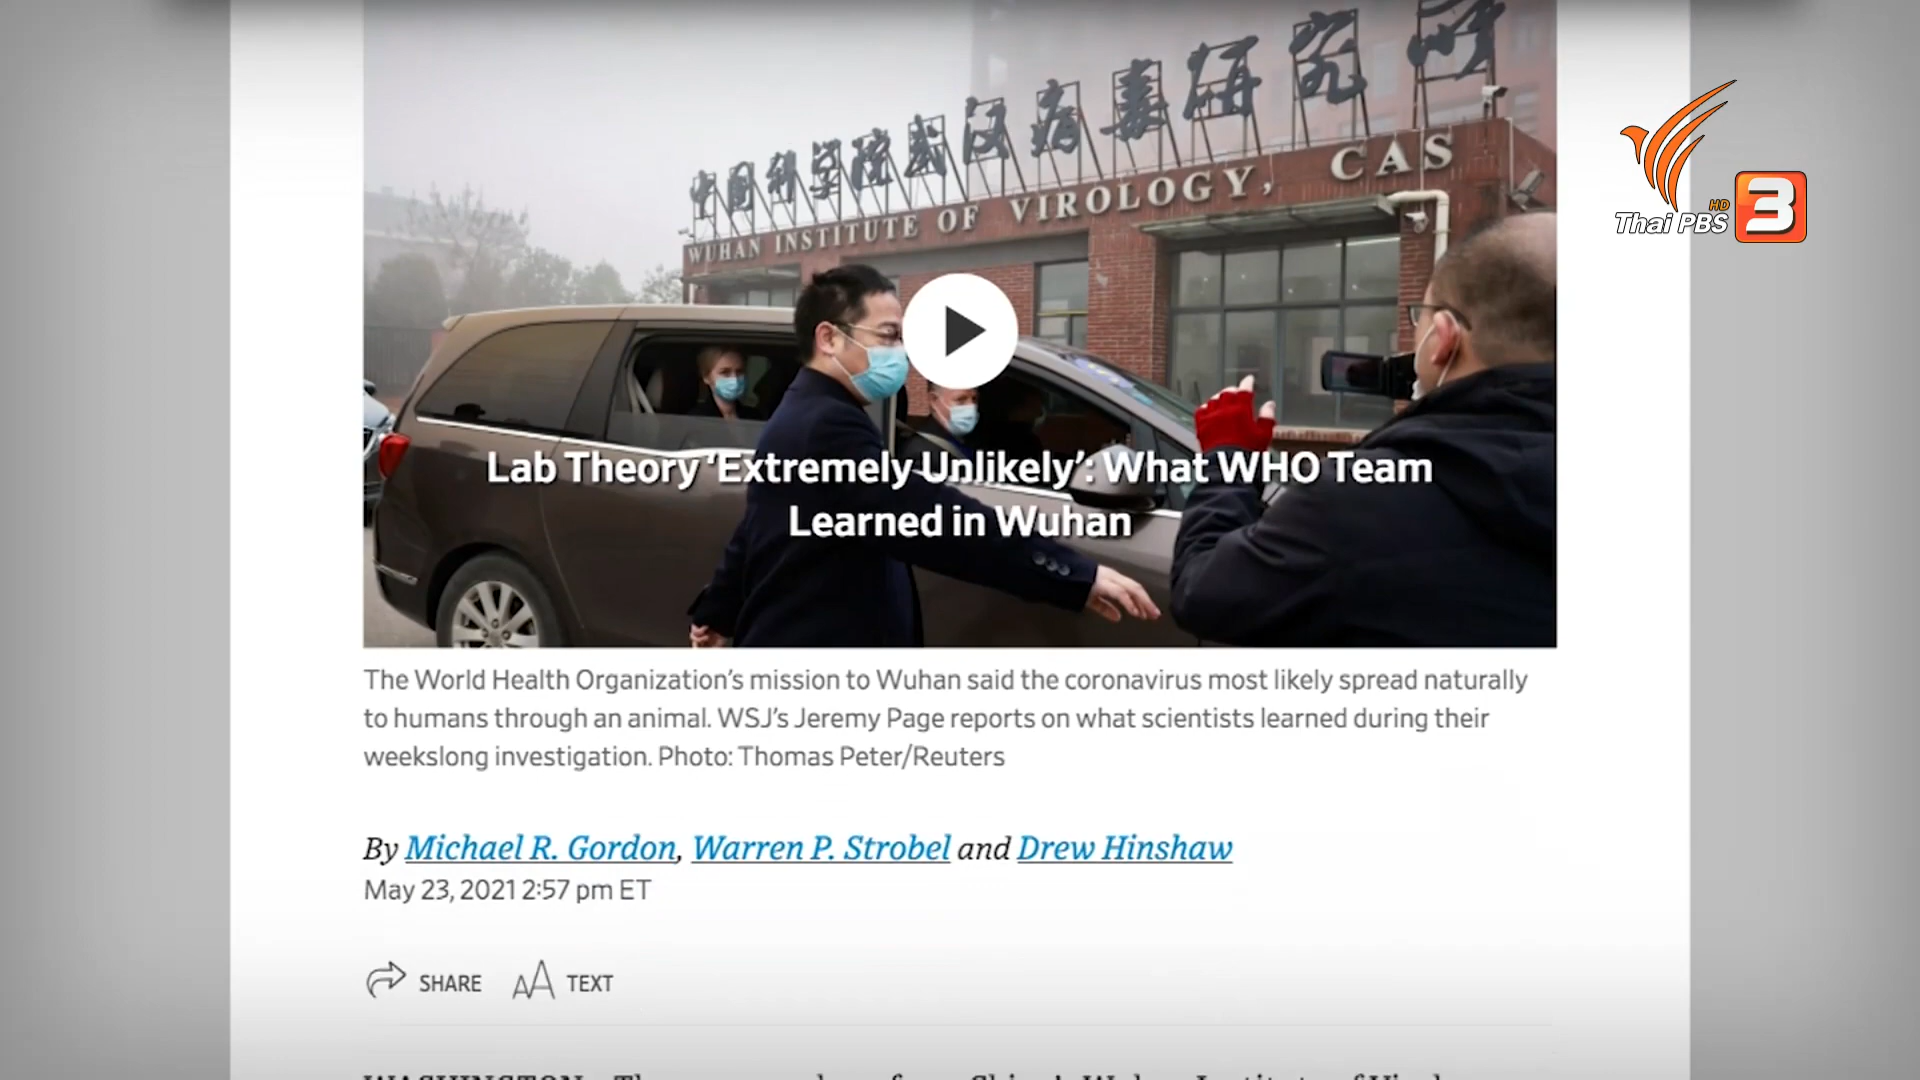 中国科学院武汉病毒研究所
WUHAN INSTITUTE OF VIROLOGY, CAS
HD
Thai PBS 3
Lab Theory ‘Extremely Unlikely’: What WHO Team
Learned in Wuhan
The World Health Organization’s mission to Wuhan said the coronavirus most likely spread naturally
to humans through an animal. WSJ’s Jeremy Page reports on what scientists learned during their
weekslong investigation. Photo: Thomas Peter/Reuters
By Michael R. Gordon, Warren P. Strobel and Drew Hinshaw
May 23, 2021 2:57 pm ET
SHARE AA TEXT